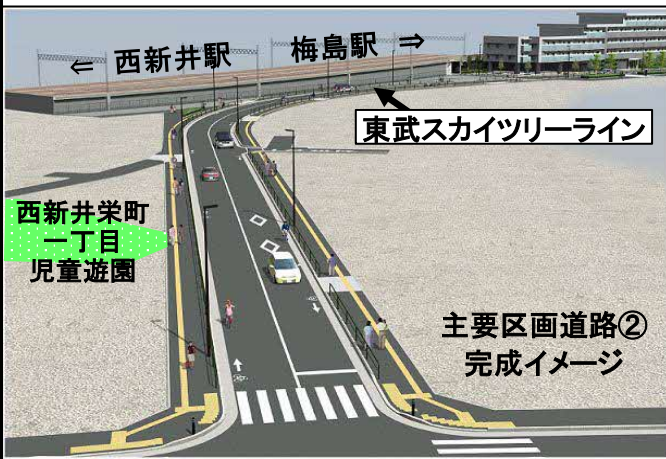 ⇐ 西新井駅 梅島駅 ⇒
東武スカイツリーライン
西新井栄町
一丁目
児童遊園
主要区画道路②
完成イメージ